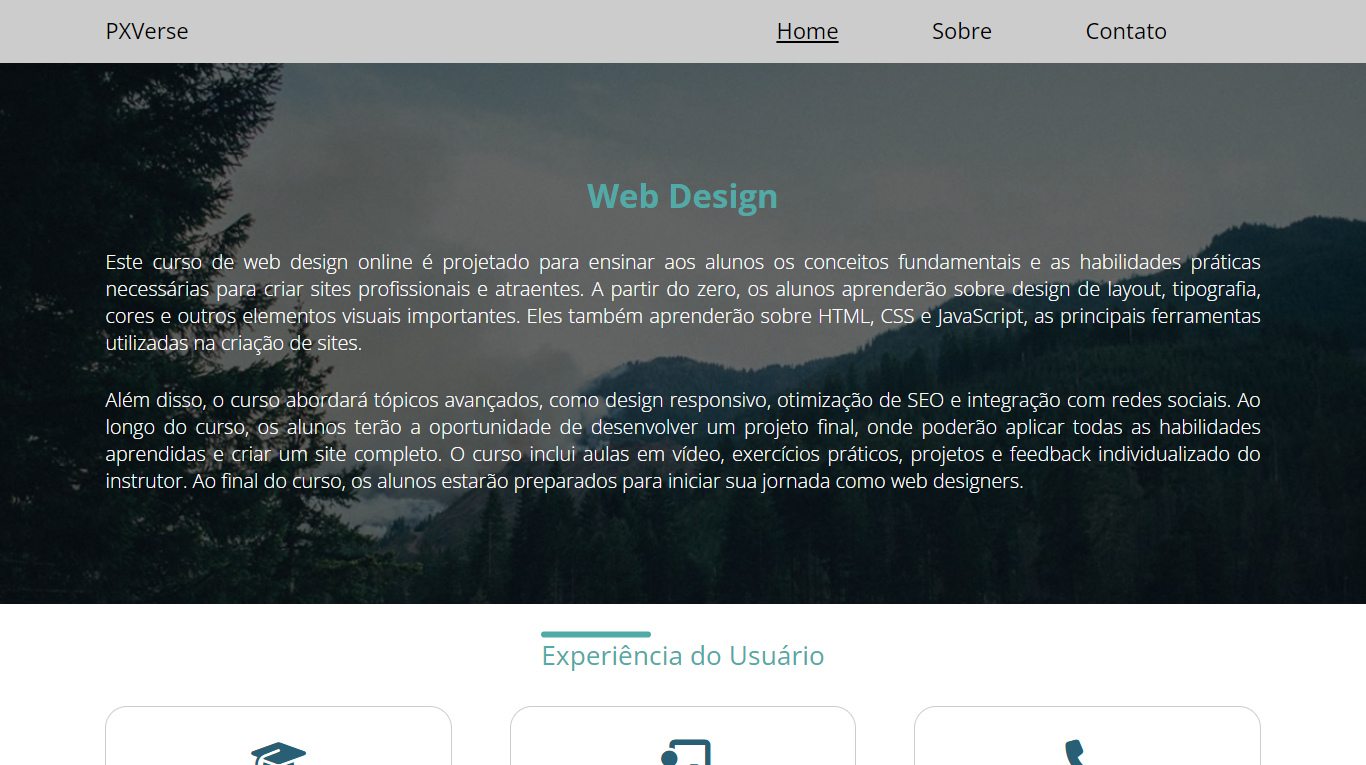 PXVerse
Home
Sobre
Contato
Web Design
Este curso de web design online é projetado para ensinar aos alunos os conceitos fundamentais e as habilidades práticas
necessárias para criar sites profissionais e atraentes. A partir do zero, os alunos aprenderão sobre design de layout, tipografia,
cores e outros elementos visuais importantes. Eles também aprenderão sobre HTML, CSS e JavaScript, as principais ferramentas
utilizadas na criação de sites.
Além disso, o curso abordará tópicos avançados, como design responsivo, otimização de SEO e integração com redes sociais. Ao
longo do curso, os alunos terão a oportunidade de desenvolver um projeto final, onde poderão aplicar todas as habilidades
aprendidas e criar um site completo. O curso inclui aulas em vídeo, exercícios práticos, projetos e feedback individualizado do
instrutor. Ao final do curso, os alunos estarão preparados para iniciar sua jornada como web designers.
Experiência do Usuário